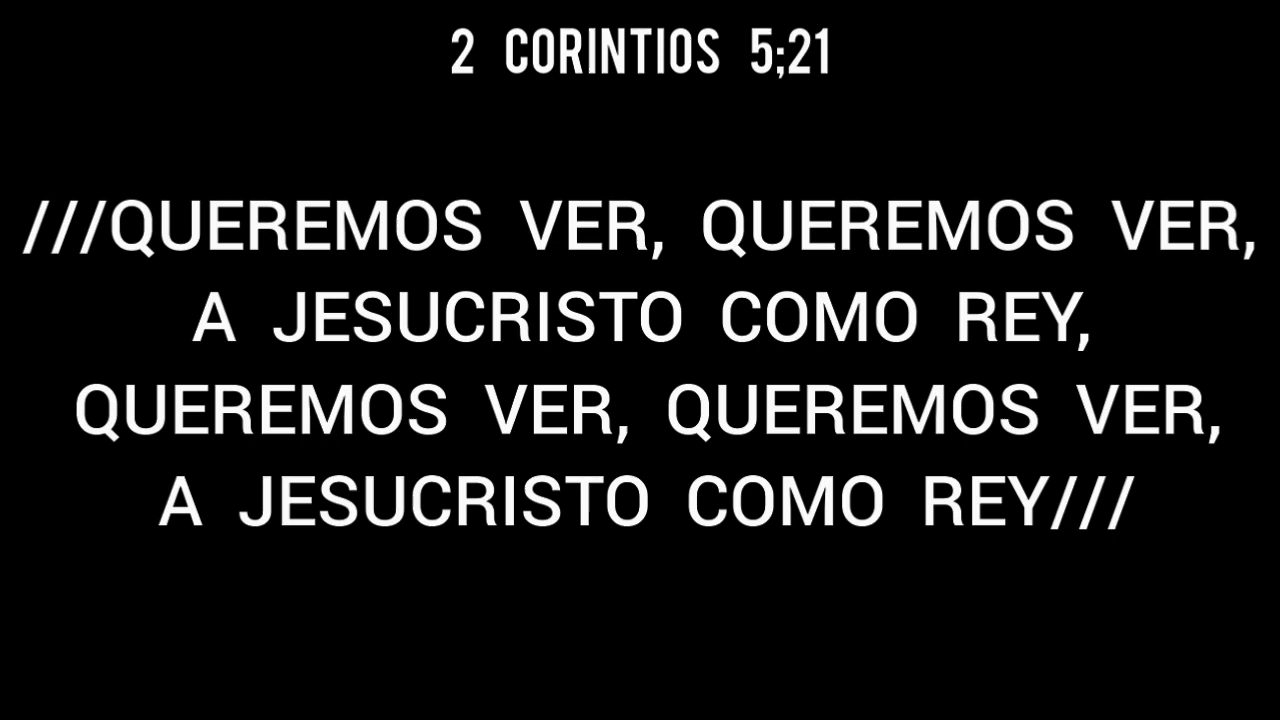 2 CORINTIOS 5;21
///QUEREMOS VER, QUEREMOS VER,
A JESUCRISTO COMO REY,
QUEREMOS VER, QUEREMOS VER,
A JESUCRISTO COMO REY///